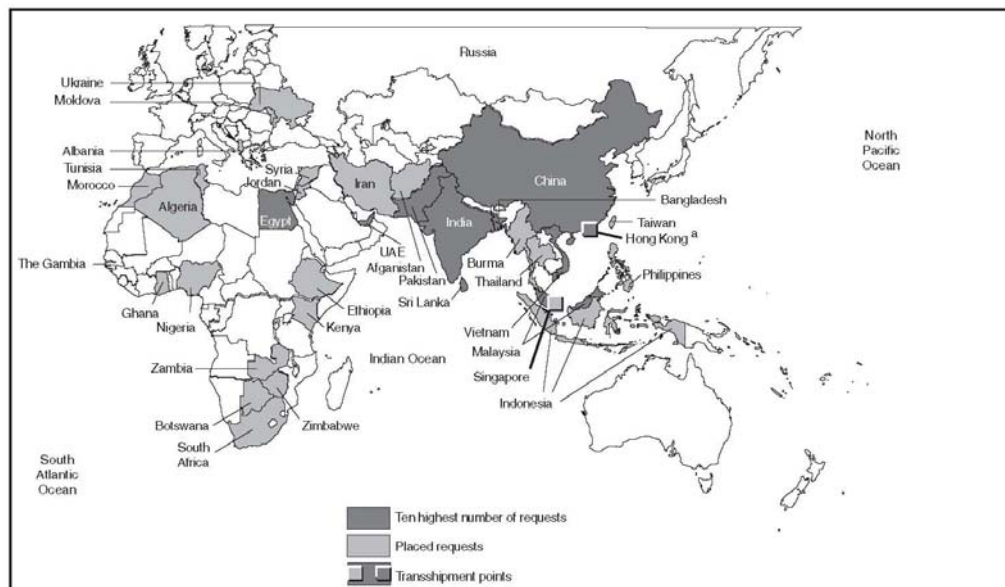 Russia
Ukraine
Moldova
North
Pacific
Ocean
Albania
Tunisia
Syria
Morocco
Jordan
Iran
China
Algeria
Bangladesh
Egypt
India
Taiwan
Hong Kong a
UAE
Burma
The Gambia
Afganistan
Pakistan
Thailand
Philippines
Sri Lanka
Ghana
Ethiopia
Nigeria
Kenya
Vietnam
Malaysia
Indian Ocean
Zambia
Singapore
Indonesia
Botswana
Zimbabwe
South
Africa
South
Atlantic
Ocean
Ten highest number of requests
Placed requests
Transshipment points